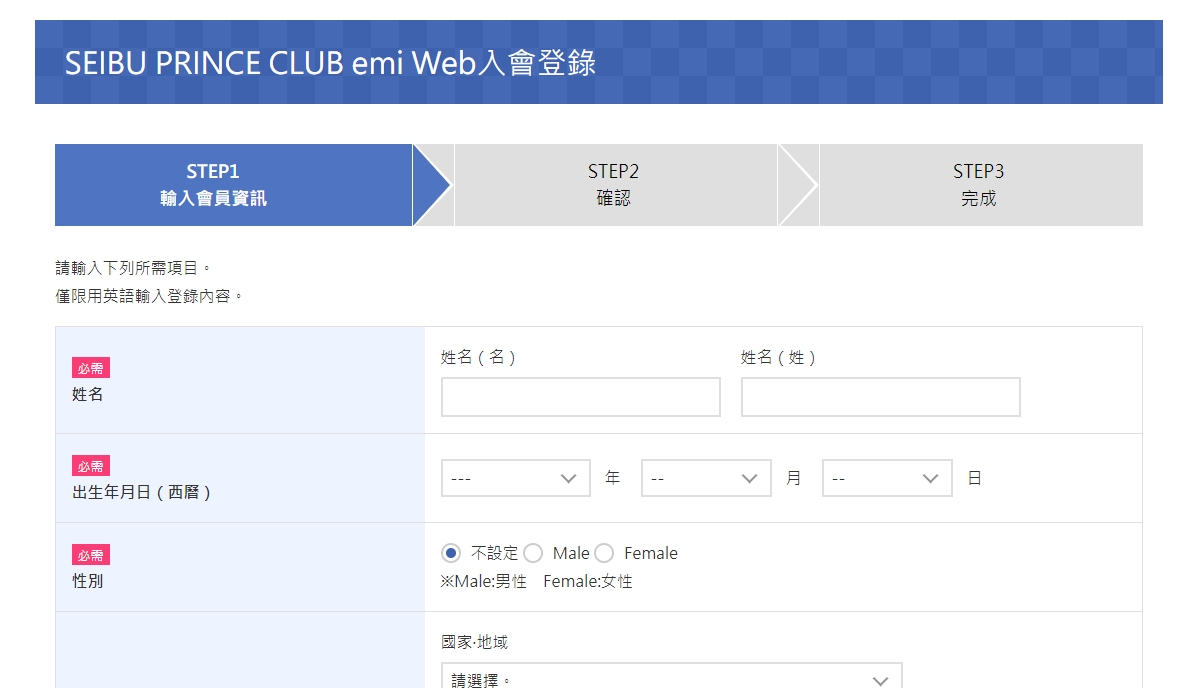 SEIBU PRINCE CLUB emi Web入會登錄
STEP1
輸入會員資訊
STEP2
確認
STEP3
完成
請輸入下列所需項目。
僅限用英語輸入登錄內容。
必需
姓名
姓名（名）
姓名（姓）
必需
出生年月日（西曆）
--- 年 -- 月 -- 日
必需
性別
不設定 Male Female
※Male:男性　Female:女性
國家‧地域
請選擇。